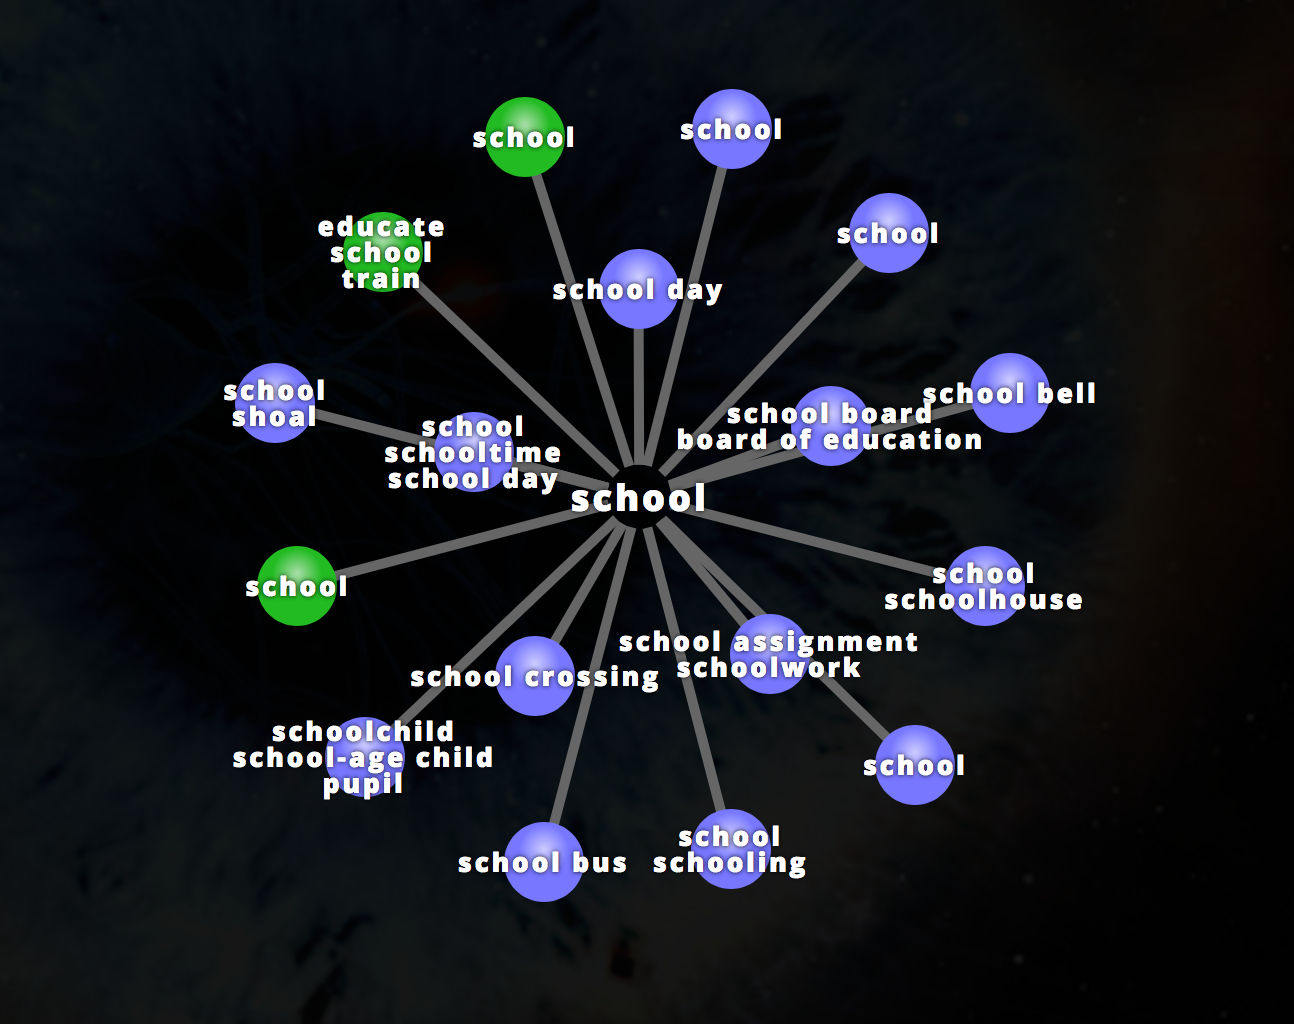 school
school
school
educate
school
train
school day
school
shoal
school bell
school board
board of education
school
schooltime
school day
school
school
school
schoolhouse
school assignment
schoolwork
school crossing
schoolchild
school-age child
pupil
school
school bus
school
schooling